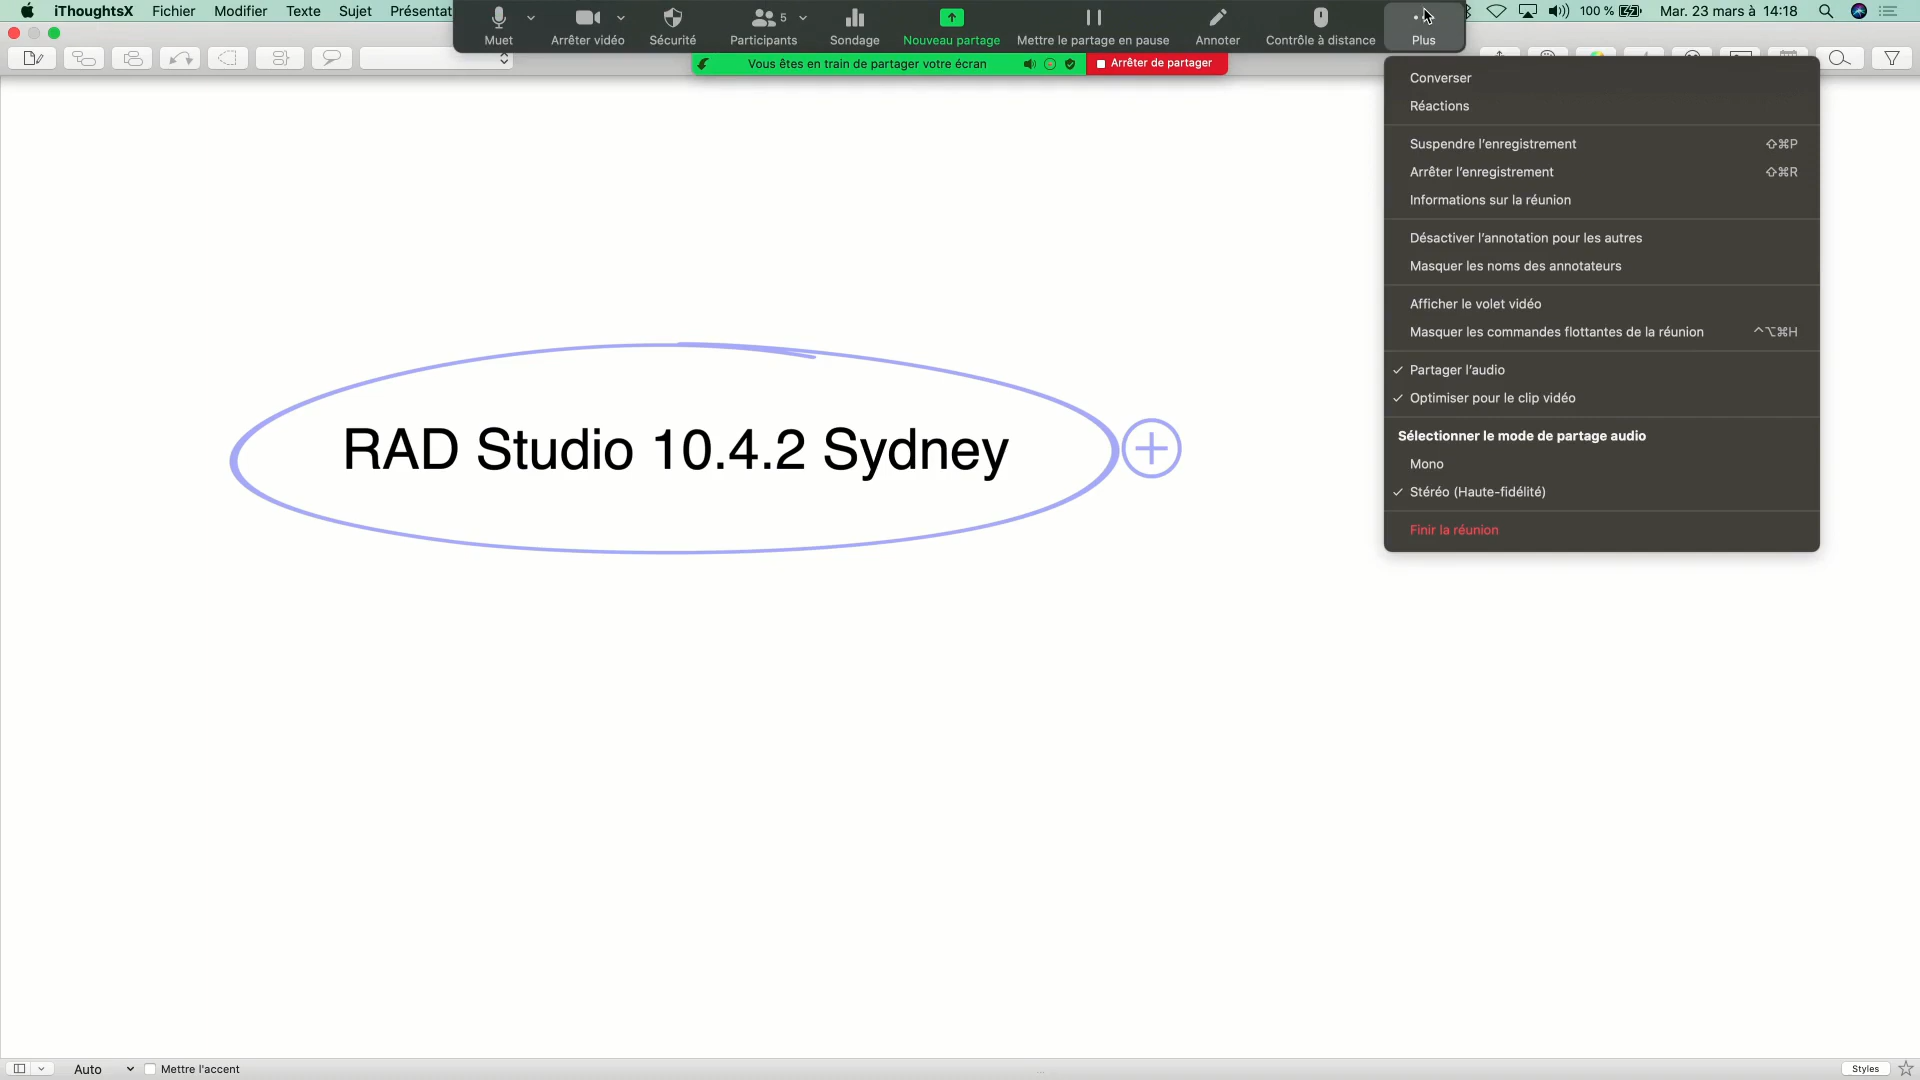 iThoughtsX Fichier Modifier Texte Sujet Présentat
100 % Mar. 23 mars à 14:18
Muet Arrêter vidéo Sécurité Participants 5 Sondage Nouveau partage Mettre le partage en pause Annoter Contrôle à distance Plus
Vous êtes en train de partager votre écran Arrêter de partager
Converser
Réactions
Suspendre l'enregistrement ⇧⌘P
Arrêter l'enregistrement ⇧⌘R
Informations sur la réunion
Désactiver l'annotation pour les autres
Masquer les noms des annotateurs
Afficher le volet vidéo
Masquer les commandes flottantes de la réunion ^⌥⌘H
✓ Partager l'audio
✓ Optimiser pour le clip vidéo
Sélectionner le mode de partage audio
Mono
✓ Stéréo (Haute-fidélité)
Finir la réunion
RAD Studio 10.4.2 Sydney
Auto Mettre l'accent Styles